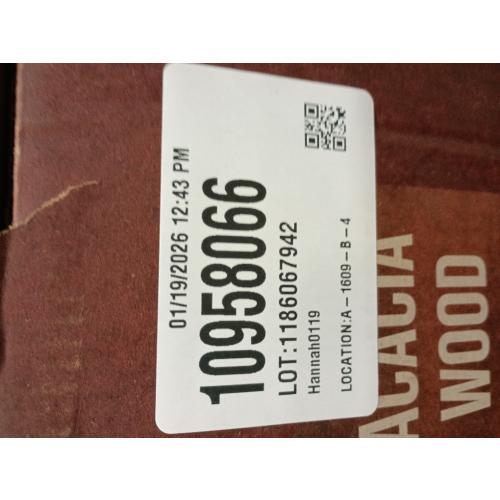 01/19/2026 12:43 PM
10958066
LOT:1186067942
Hannah0119
LOCATION:A-1609-B-4
ACACIA
WOOD